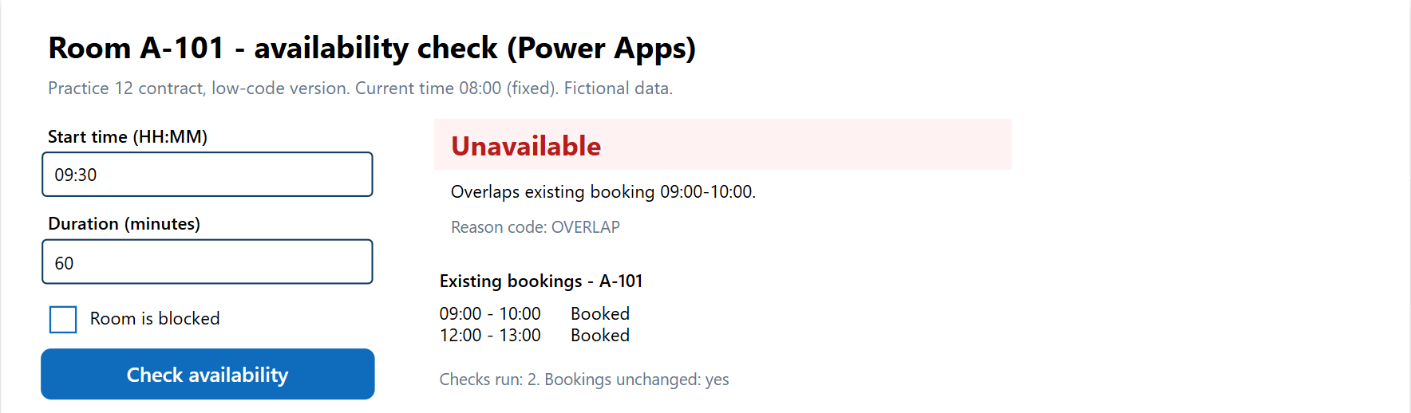 Room A-101 - availability check (Power Apps)
Practice 12 contract, low-code version. Current time 08:00 (fixed). Fictional data.
Start time (HH:MM)
09:30
Duration (minutes)
60
Room is blocked
Check availability
Unavailable
Overlaps existing booking 09:00-10:00.
Reason code: OVERLAP
Existing bookings - A-101
09:00 - 10:00 Booked
12:00 - 13:00 Booked
Checks run: 2. Bookings unchanged: yes